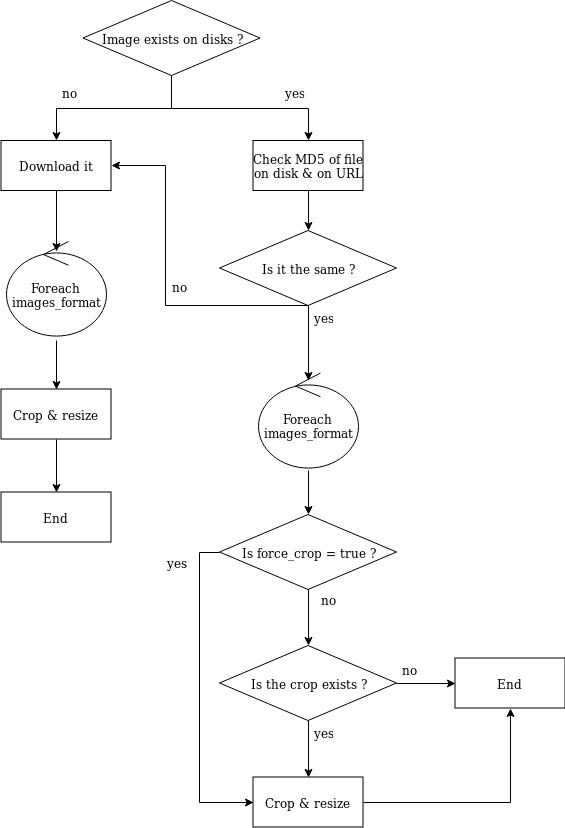 Image exists on disks ?
no
yes
Download it
Check MD5 of file
on disk & on URL
Is it the same ?
no
yes
Foreach
images_format
Crop & resize
End
Foreach
images_format
Is force_crop = true ?
yes
no
Is the crop exists ?
no
End
yes
Crop & resize